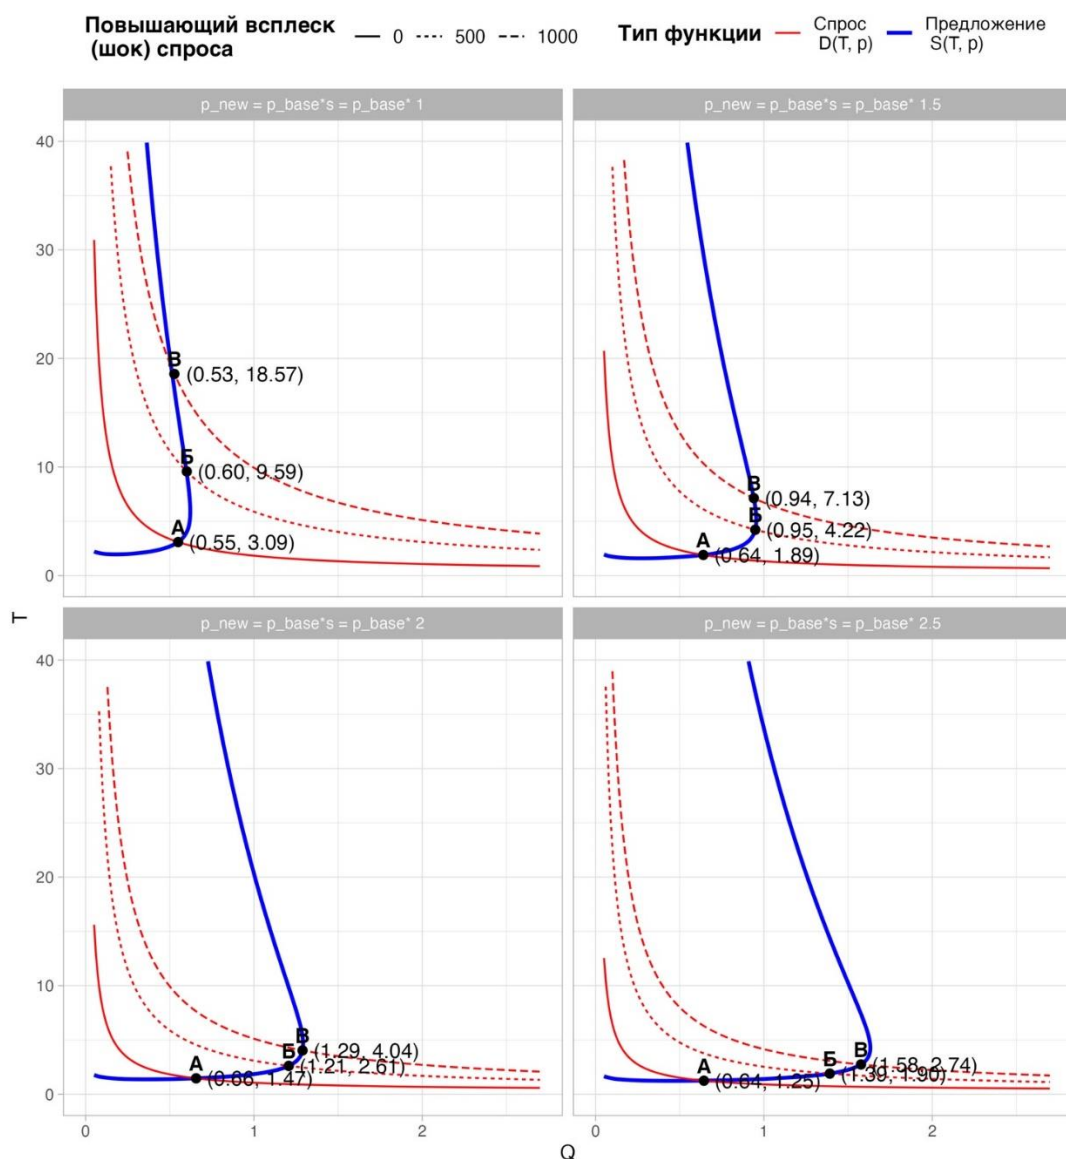 Повышающий всплеск
(шок) спроса
0 500 1000
Тип функции
Спрос
D(T, p)
Предложение
S(T, p)
p_new = p_base*s = p_base* 1
p_new = p_base*s = p_base* 1.5
40
30
20
10
0
В
(0.53, 18.57)
Б
(0.60, 9.59)
А
(0.55, 3.09)
В
(0.94, 7.13)
Б
(0.95, 4.22)
А
(0.64, 1.89)
T
p_new = p_base*s = p_base* 2
p_new = p_base*s = p_base* 2.5
40
30
20
10
0
В
(1.29, 4.04)
Б
(1.21, 2.61)
А
(0.66, 1.47)
В
(1.58, 2.74)
Б
(1.39, 1.90)
А
(0.64, 1.25)
0 1 2
0 1 2
Q